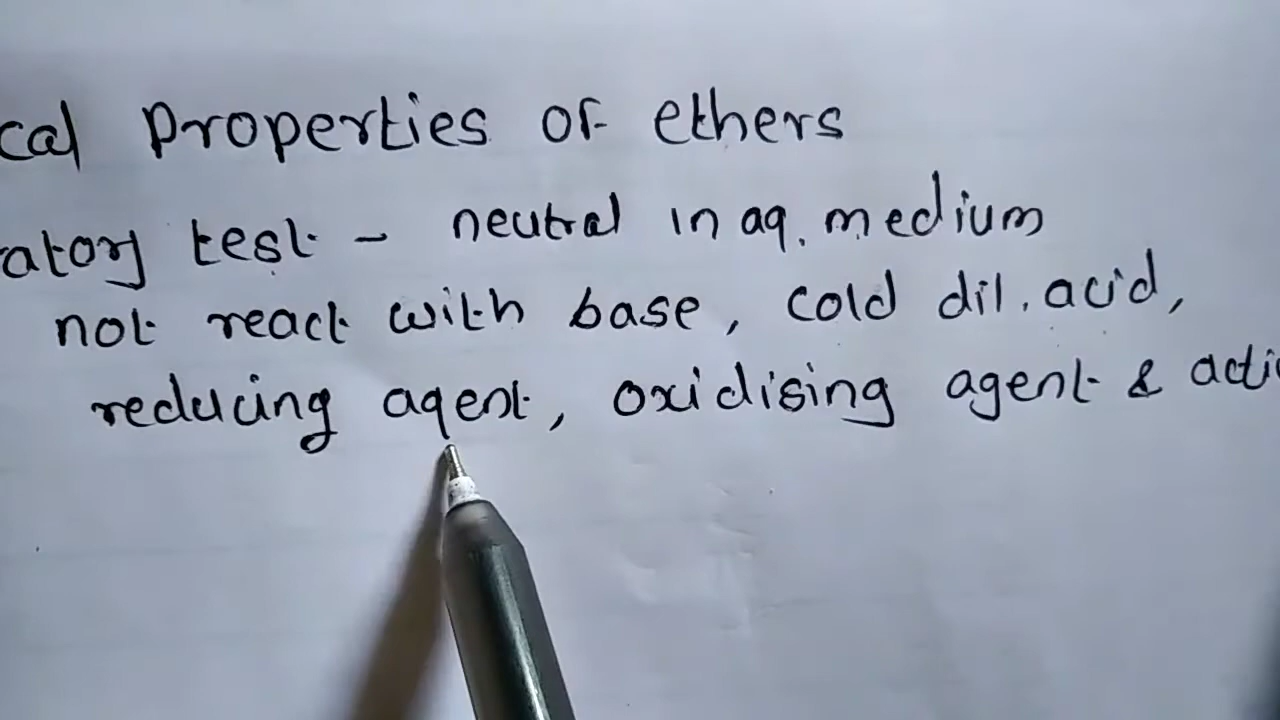 cal Properties of ethers
atory test - neutral in aq. medium
not react with base, cold dil. acid,
reducing agent, oxidising agent & acti